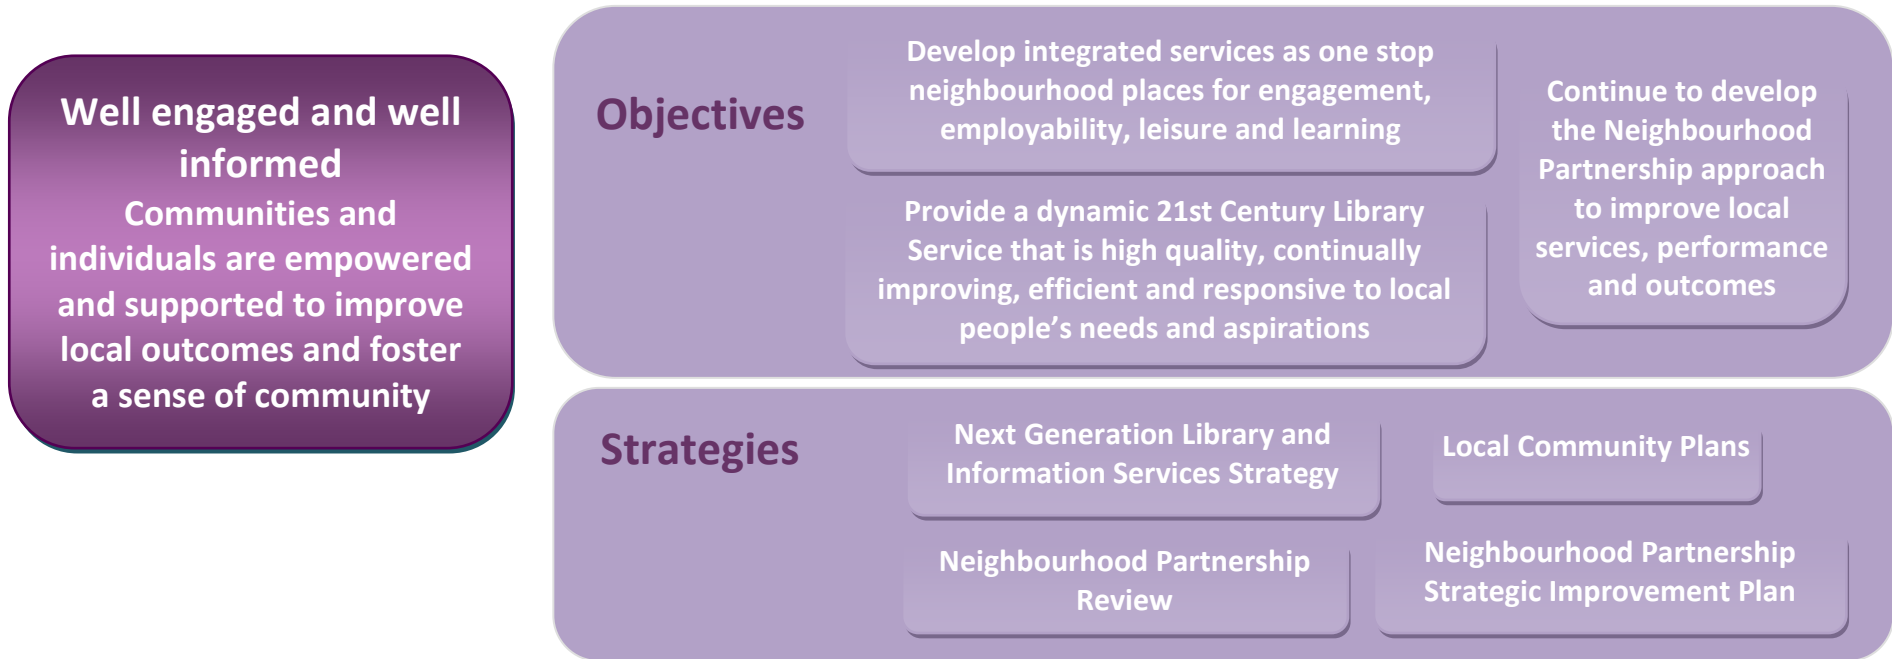 Well engaged and well
informed
Communities and
individuals are empowered
and supported to improve
local outcomes and foster
a sense of community
Objectives
Develop integrated services as one stop
neighbourhood places for engagement,
employability, leisure and learning
Provide a dynamic 21st Century Library
Service that is high quality, continually
improving, efficient and responsive to local
people’s needs and aspirations
Continue to develop
the Neighbourhood
Partnership approach
to improve local
services, performance
and outcomes
Strategies
Next Generation Library and
Information Services Strategy
Local Community Plans
Neighbourhood Partnership
Review
Neighbourhood Partnership
Strategic Improvement Plan